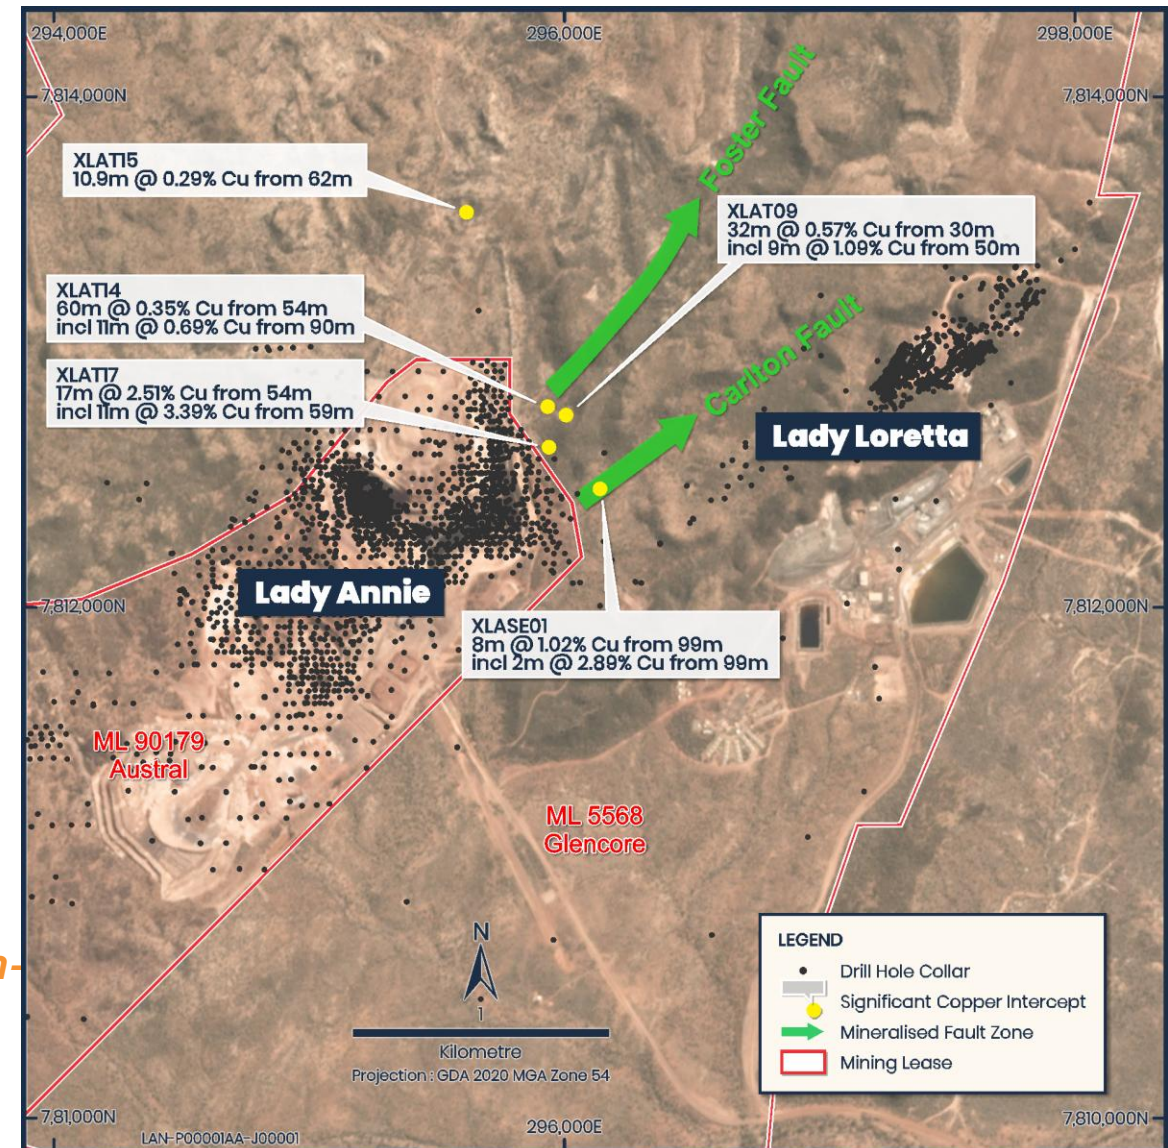 294,000E
296,000E
298,000E
7,814,000N
7,814,000N
Foster Fault
XLAT15
10.9m @ 0.29% Cu from 62m
XLAT09
32m @ 0.57% Cu from 30m
incl 9m @ 1.09% Cu from 50m
XLAT14
60m @ 0.35% Cu from 54m
incl 11m @ 0.69% Cu from 90m
Carlton Fault
XLAT17
17m @ 2.51% Cu from 54m
incl 11m @ 3.39% Cu from 59m
Lady Loretta
Lady Annie
7,812,000N
7,812,000N
XLASE01
8m @ 1.02% Cu from 99m
incl 2m @ 2.89% Cu from 99m
ML 90179
Austral
ML 5568
Glencore
N
1
Kilometre
Projection : GDA 2020 MGA Zone 54
LEGEND
Drill Hole Collar
Significant Copper Intercept
Mineralised Fault Zone
Mining Lease
7,81,000N
7,810,000N
296,000E
LAN-P00001AA-J00001